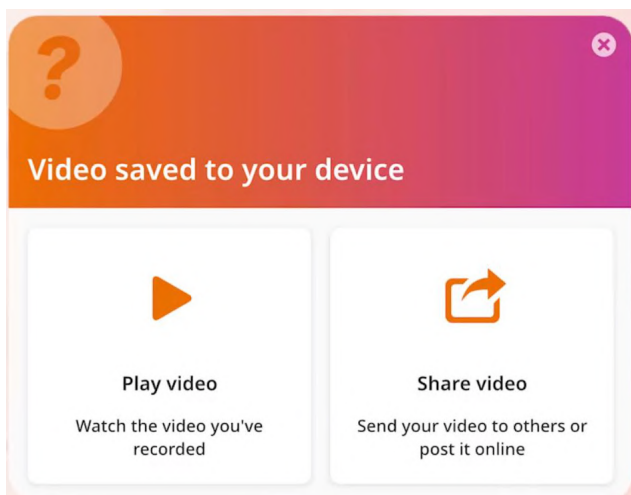 ?
Video saved to your device
Play video
Watch the video you've
recorded
Share video
Send your video to others or
post it online